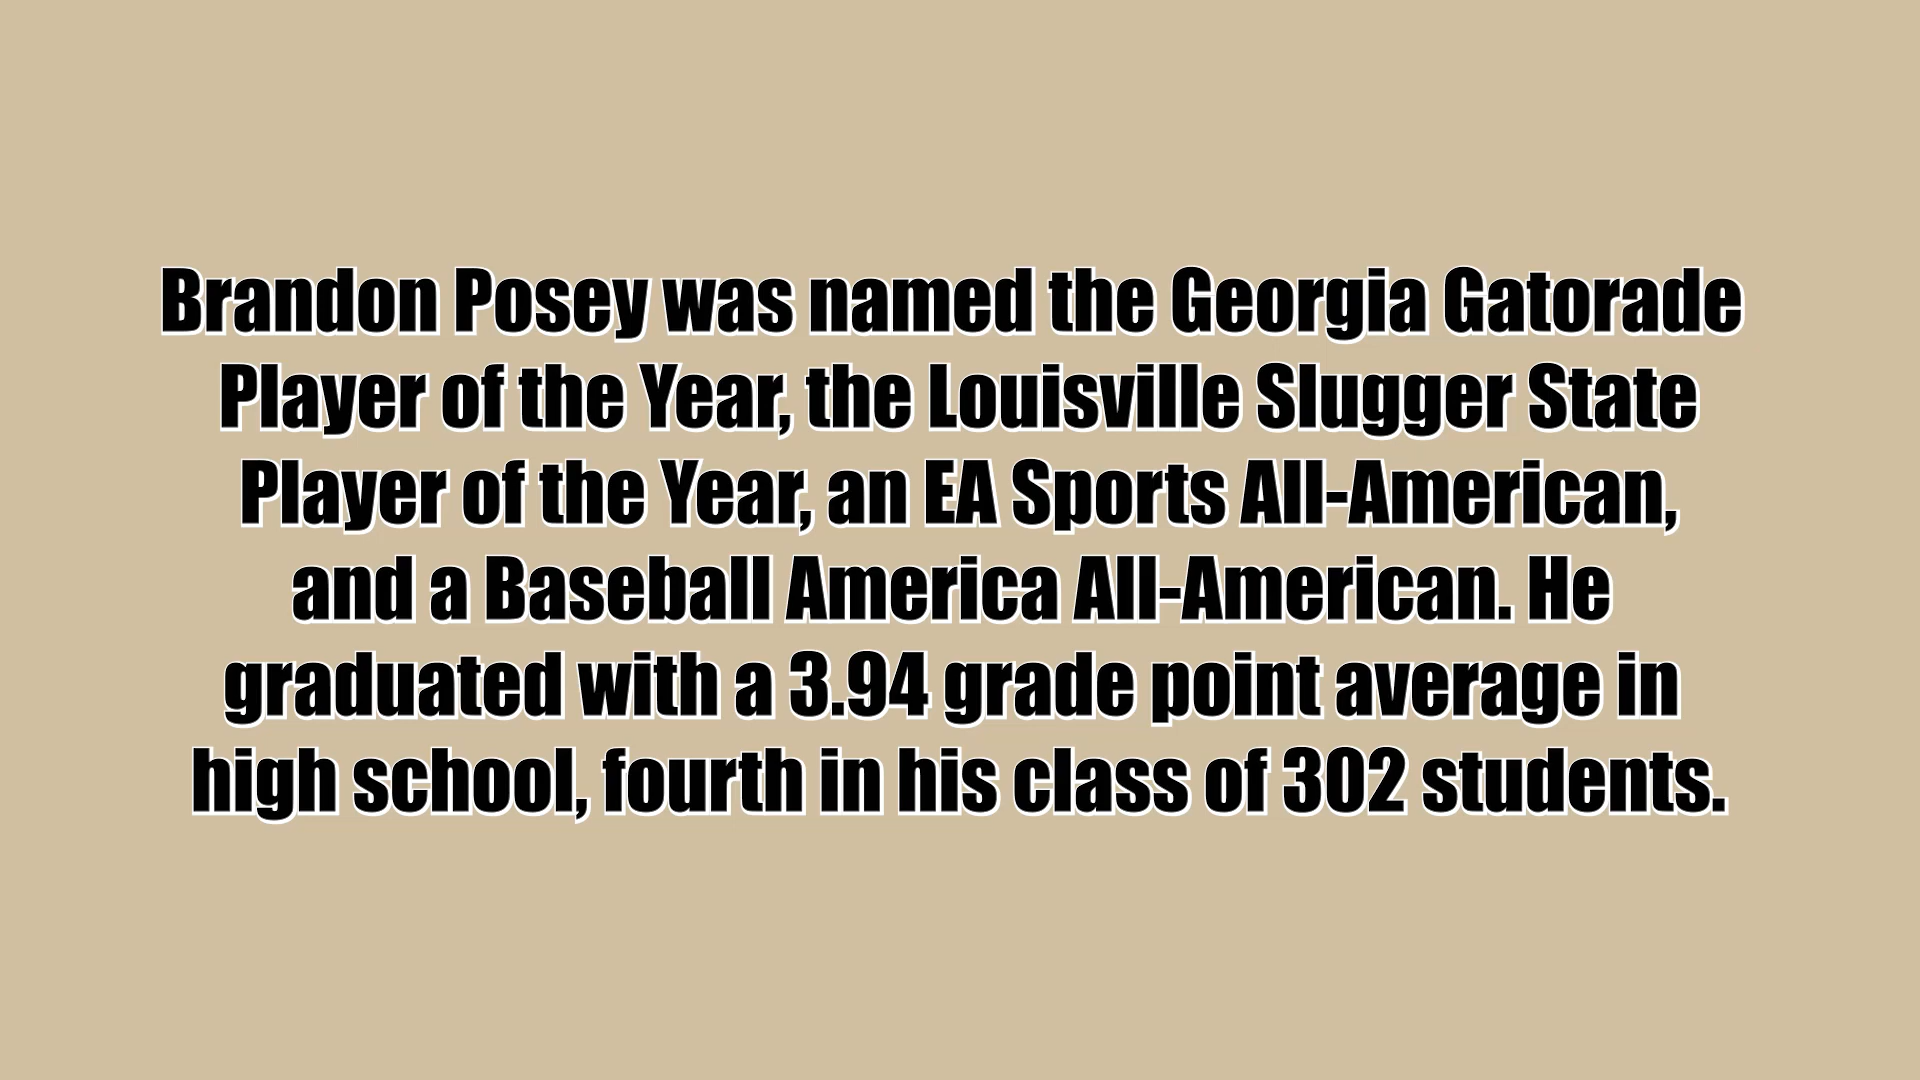 Brandon Posey was named the Georgia Gatorade
Player of the Year, the Louisville Slugger State
Player of the Year, an EA Sports All-American,
and a Baseball America All-American. He
graduated with a 3.94 grade point average in
high school, fourth in his class of 302 students.